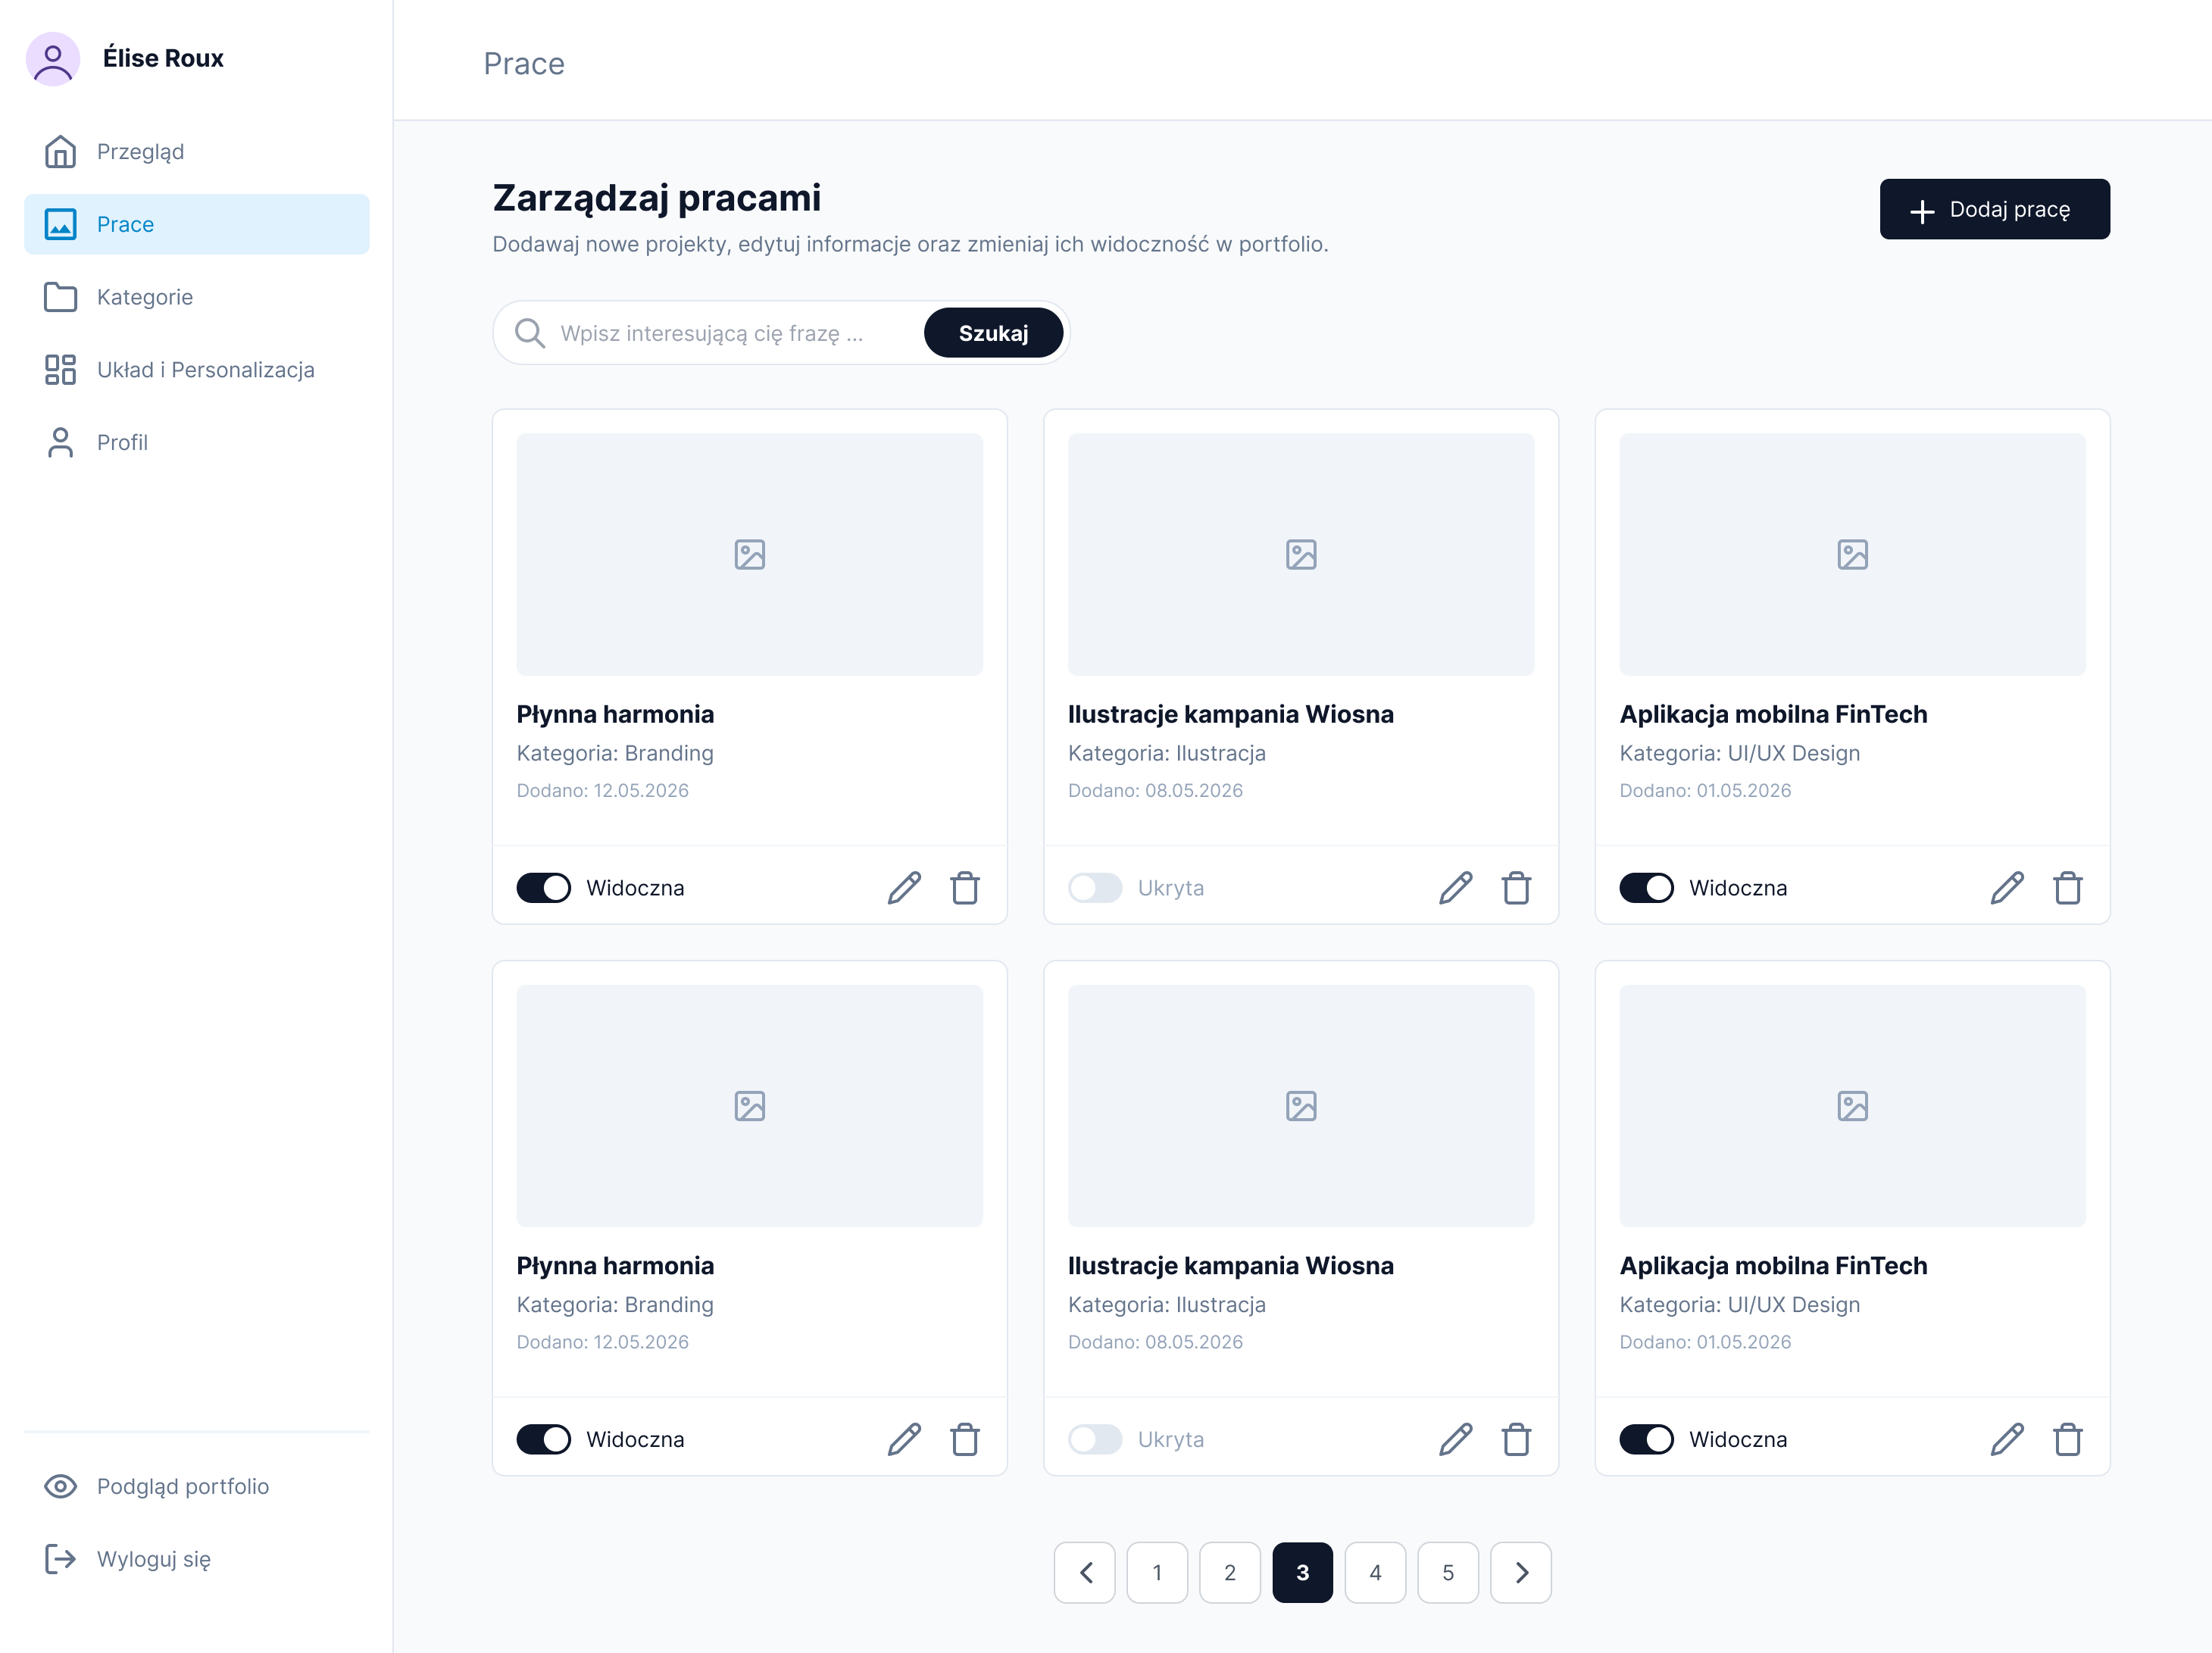 Élise Roux
Przegląd
Prace
Kategorie
Układ i Personalizacja
Profil
Podgląd portfolio
Wyloguj się
Prace
Zarządzaj pracami
Dodawaj nowe projekty, edytuj informacje oraz zmieniaj ich widoczność w portfolio.
Dodaj pracę
Wpisz interesującą cię frazę ...
Szukaj
Płynna harmonia
Kategoria: Branding
Dodano: 12.05.2026
Widoczna
Ilustracje kampania Wiosna
Kategoria: Ilustracja
Dodano: 08.05.2026
Ukryta
Aplikacja mobilna FinTech
Kategoria: UI/UX Design
Dodano: 01.05.2026
Widoczna
Płynna harmonia
Kategoria: Branding
Dodano: 12.05.2026
Widoczna
Ilustracje kampania Wiosna
Kategoria: Ilustracja
Dodano: 08.05.2026
Ukryta
Aplikacja mobilna FinTech
Kategoria: UI/UX Design
Dodano: 01.05.2026
Widoczna
1 2 3 4 5